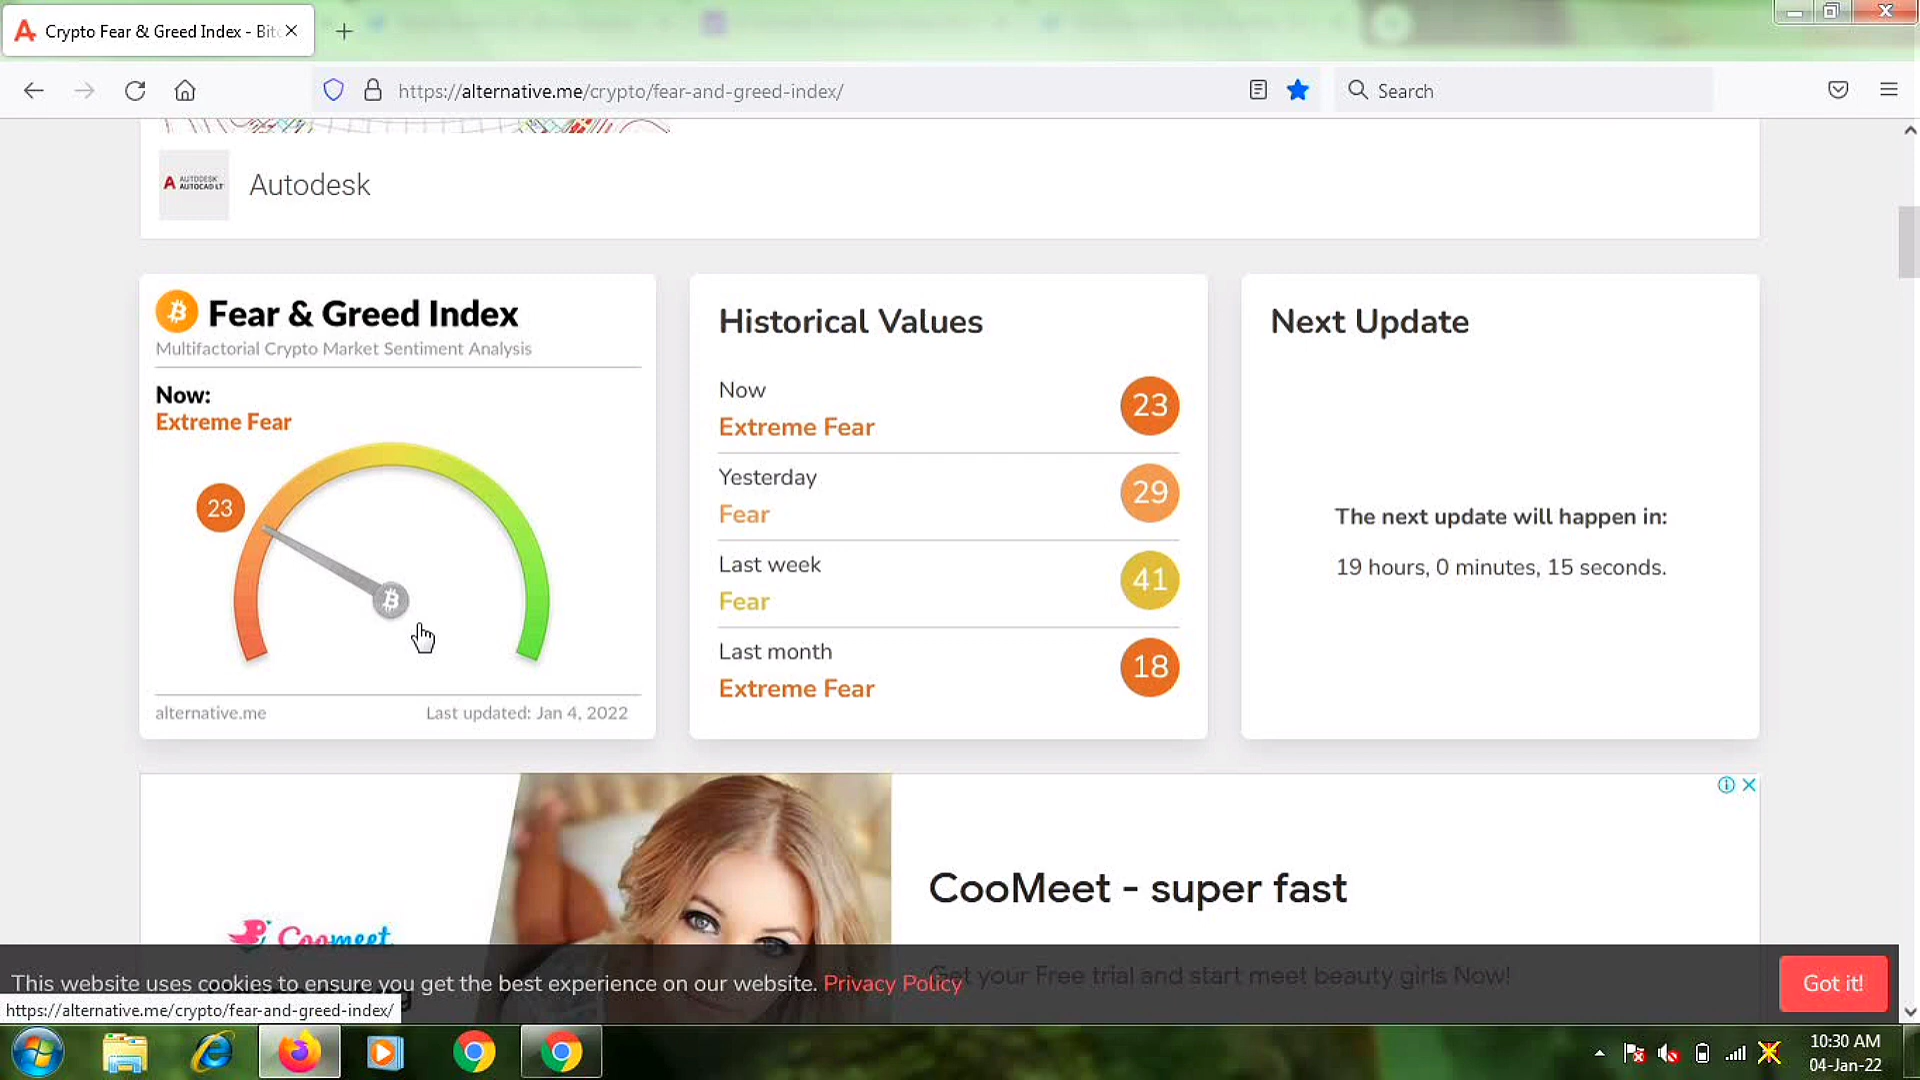 Crypto Fear & Greed Index - Bitc
https://alternative.me/crypto/fear-and-greed-index/
Search
AUTODESK
AUTOCAD LT
Autodesk
Fear & Greed Index
Multifactorial Crypto Market Sentiment Analysis
Now:
Extreme Fear
23
alternative.me
Last updated: Jan 4, 2022
Historical Values
Now
Extreme Fear
23
Yesterday
Fear
29
Last week
Fear
41
Last month
Extreme Fear
18
Next Update
The next update will happen in:
19 hours, 0 minutes, 15 seconds.
Coomeet
CooMeet - super fast
Get your Free trial and start meet beauty girls Now!
This website uses cookies to ensure you get the best experience on our website. Privacy Policy
Got it!
https://alternative.me/crypto/fear-and-greed-index/
10:30 AM
04-Jan-22